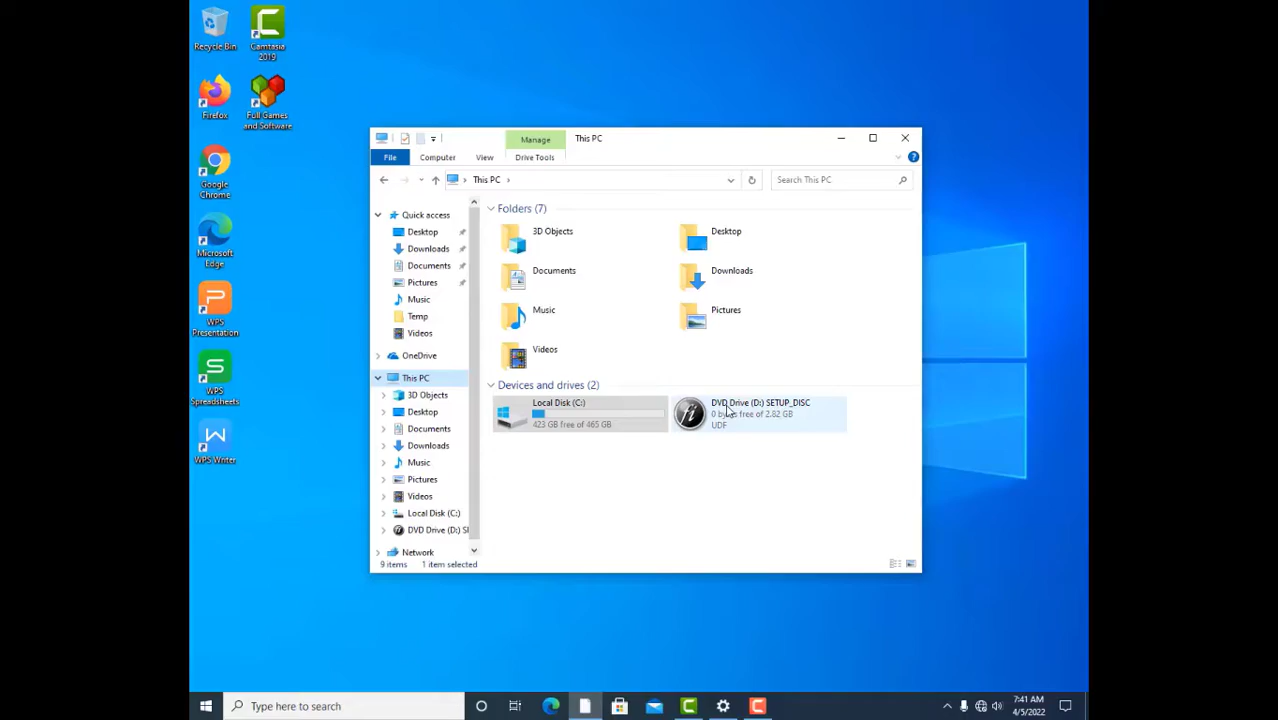 Recycle Bin
Camtasia
2019
Firefox
Full Games
and Software
Google
Chrome
Microsoft
Edge
WPS
Presentation
WPS
Spreadsheets
WPS Writer
Manage
This PC
File
Computer
View
Drive Tools
This PC
Search This PC
Quick access
Desktop
Downloads
Documents
Pictures
Music
Temp
Videos
OneDrive
This PC
3D Objects
Desktop
Documents
Downloads
Music
Pictures
Videos
Local Disk (C:)
DVD Drive (D:) SI
Network
Folders (7)
3D Objects
Desktop
Documents
Downloads
Music
Pictures
Videos
Devices and drives (2)
Local Disk (C:)
423 GB free of 465 GB
DVD Drive (D:) SETUP_DISC
0 bytes free of 2.82 GB
UDF
9 items
1 item selected
Type here to search
7:41 AM
4/5/2022